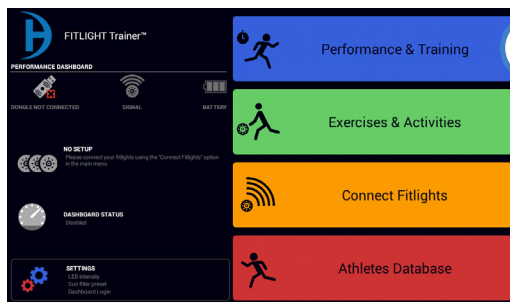 FITLIGHT Trainer™
PERFORMANCE DASHBOARD
DONGLE NOT CONNECTED
SIGNAL
BATTERY
NO SETUP
Please connect your fitlights using the "Connect Fitlights" option
in the main menu
DASHBOARD STATUS
Disabled
SETTINGS
LED intensity
Sun filter preset
Dashboard Login
Performance & Training
Exercises & Activities
Connect Fitlights
Athletes Database